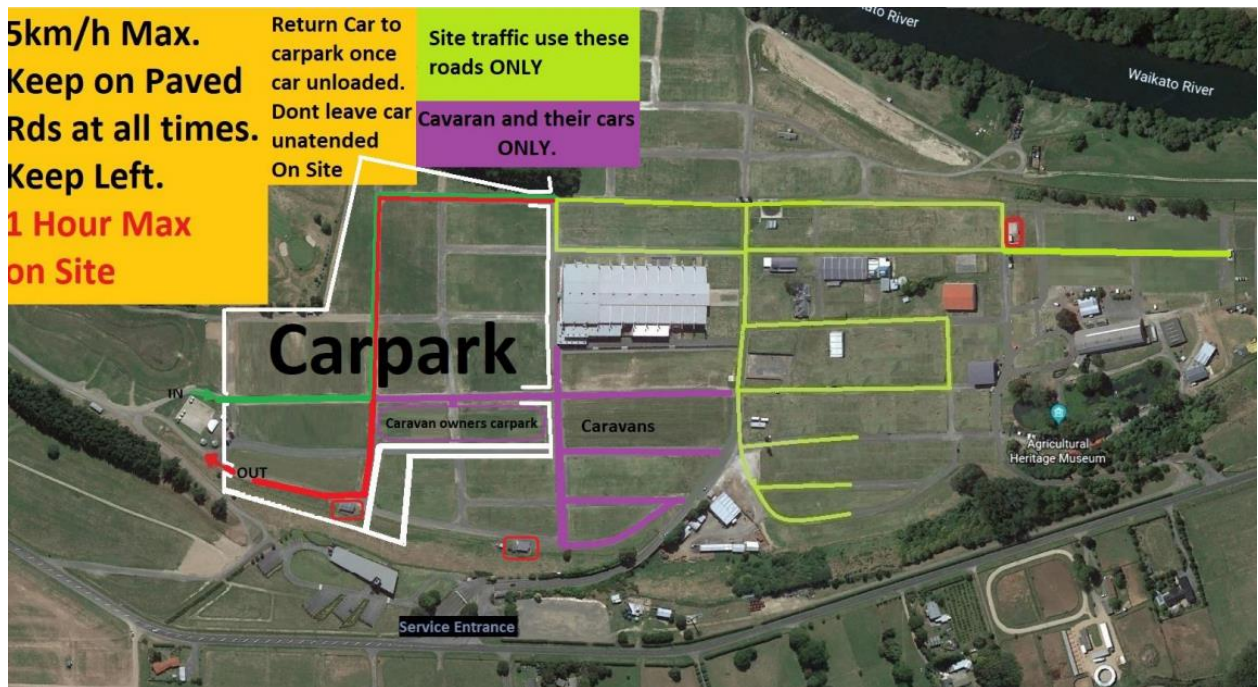 5km/h Max.
Keep on Paved
Rds at all times.
Keep Left.
1 Hour Max
on Site
Return Car to
carpark once
car unloaded.
Dont leave car
unatended
On Site
Site traffic use these
roads ONLY
Cavaran and their cars
ONLY.
Waikato River
Waikato River
Carpark
IN
Caravan owners carpark
Caravans
OUT
Agricultural
Heritage Museum
Service Entrance